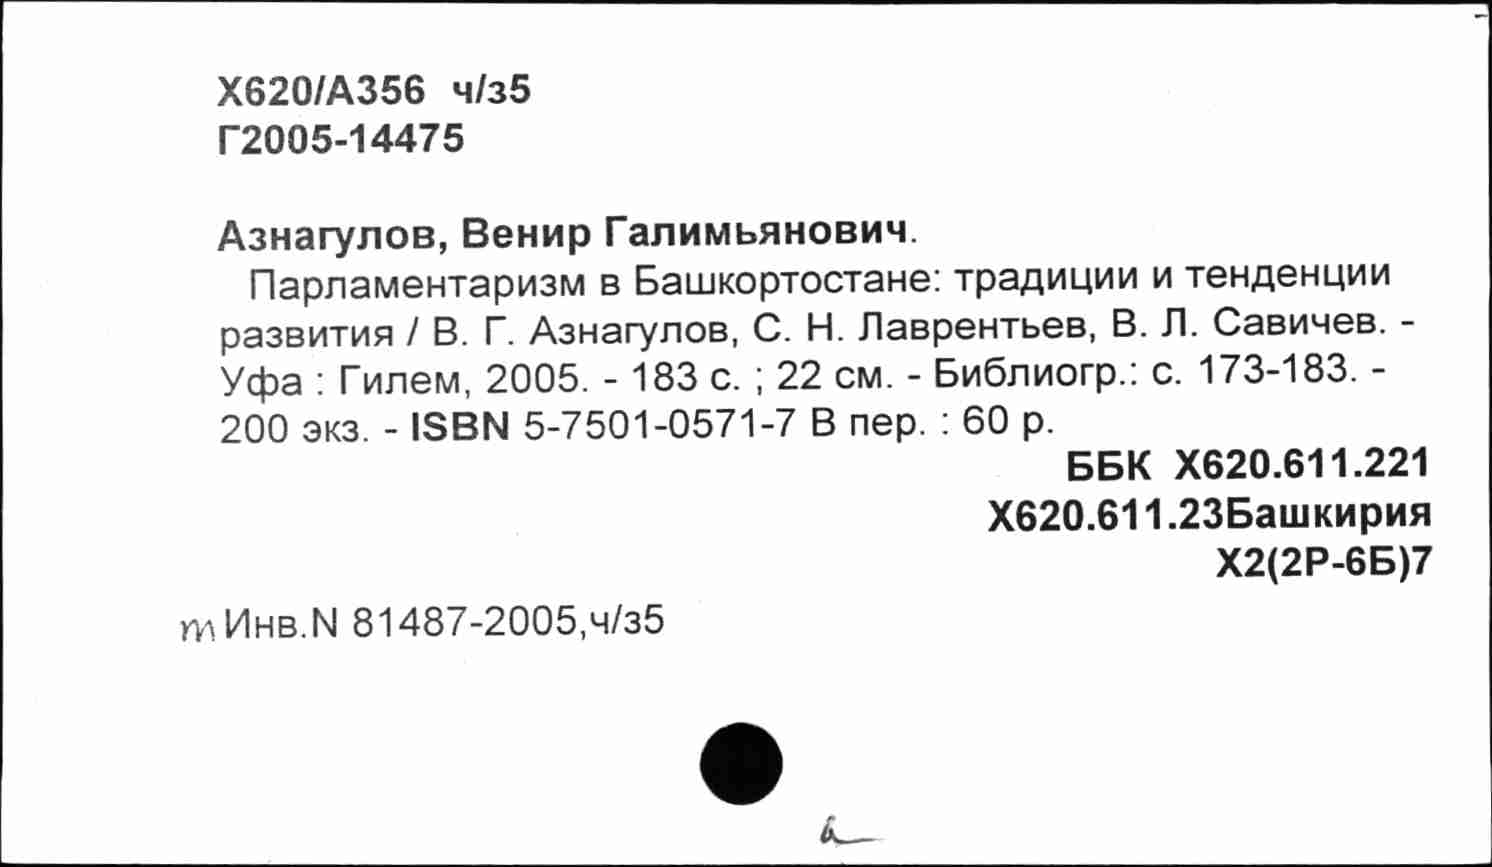 Х620/А356 ч/з5
Г2005-14475
Азнагулов, Венир Галимьянович.
Парламентаризм в Башкортостане: традиции и тенденции
развития / В. Г. Азнагулов, С. Н. Лаврентьев, В. Л. Савичев. -
Уфа : Гилем, 2005. - 183 с. ; 22 см. - Библиогр.: с. 173-183. -
200 экз. - ISBN 5-7501-0571-7 В пер. : 60 р.
ББК Х620.611.221
Х620.611.23Башкирия
Х2(2Р-6Б)7
т Инв.N 81487-2005,ч/з5